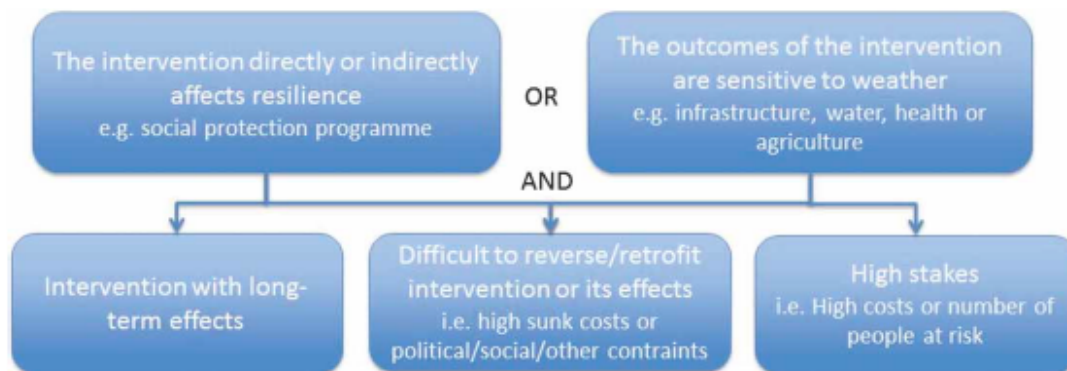 The intervention directly or indirectly
affects resilience
e.g. social protection programme
OR
The outcomes of the intervention
are sensitive to weather
e.g. infrastructure, water, health or
agriculture
AND
Intervention with long-
term effects
Difficult to reverse/retrofit
intervention or its effects
i.e. high sunk costs or
political/social/other contraints
High stakes
i.e. High costs or number of
people at risk